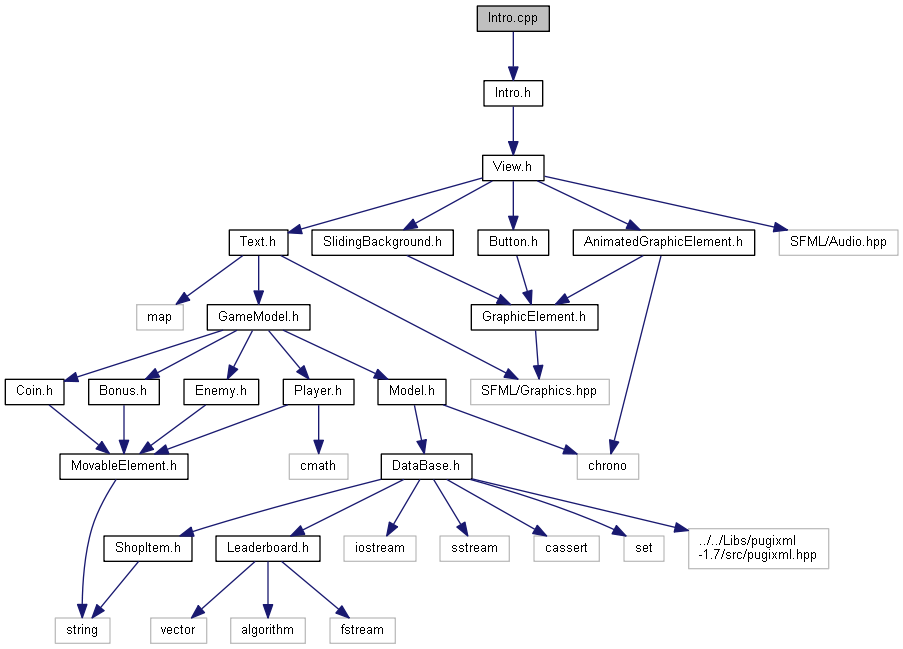 Intro.cpp
Intro.h
View.h
Text.h
SlidingBackground.h
Button.h
AnimatedGraphicElement.h
SFML/Audio.hpp
map
GameModel.h
GraphicElement.h
Coin.h
Bonus.h
Enemy.h
Player.h
Model.h
SFML/Graphics.hpp
MovableElement.h
cmath
DataBase.h
chrono
ShopItem.h
Leaderboard.h
iostream
sstream
cassert
set
../../Libs/pugixml
-1.7/src/pugixml.hpp
string
vector
algorithm
fstream